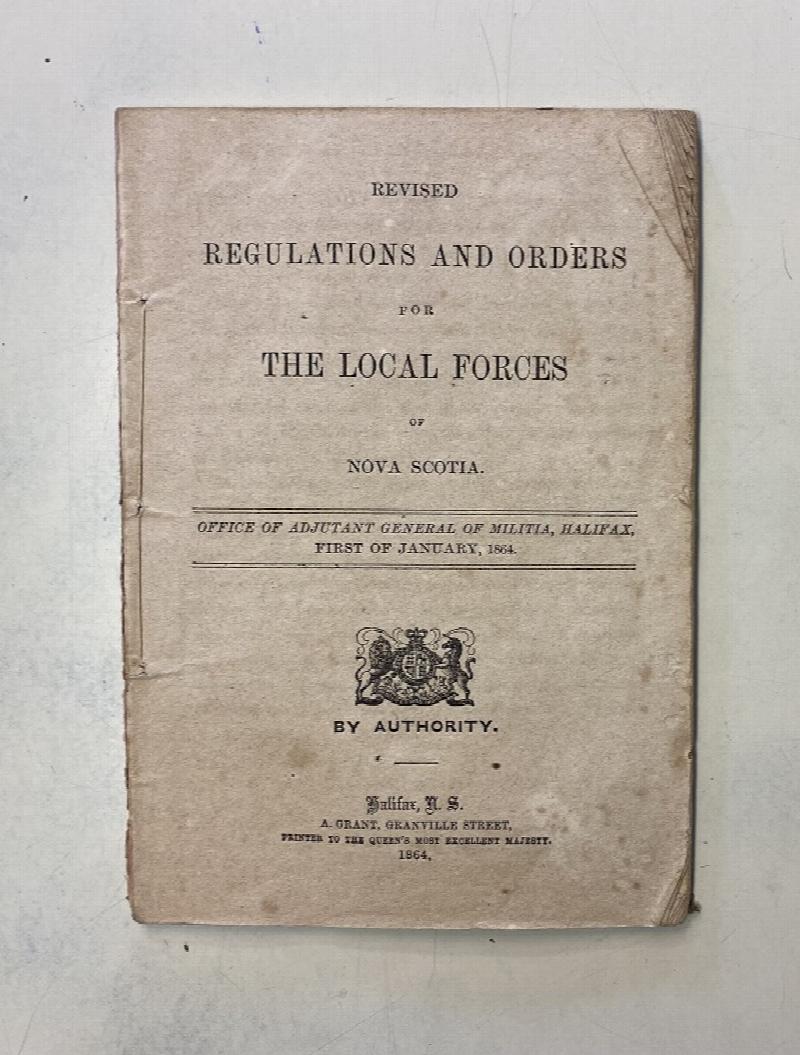 REVISED
REGULATIONS AND ORDERS
FOR
THE LOCAL FORCES
OF
NOVA SCOTIA.
OFFICE OF ADJUTANT GENERAL OF MILITIA, HALIFAX,
FIRST OF JANUARY, 1864.
BY AUTHORITY.
Halifax, N. S.
A. GRANT, GRANVILLE STREET,
PRINTER TO THE QUEEN'S MOST EXCELLENT MAJESTY.
1864,